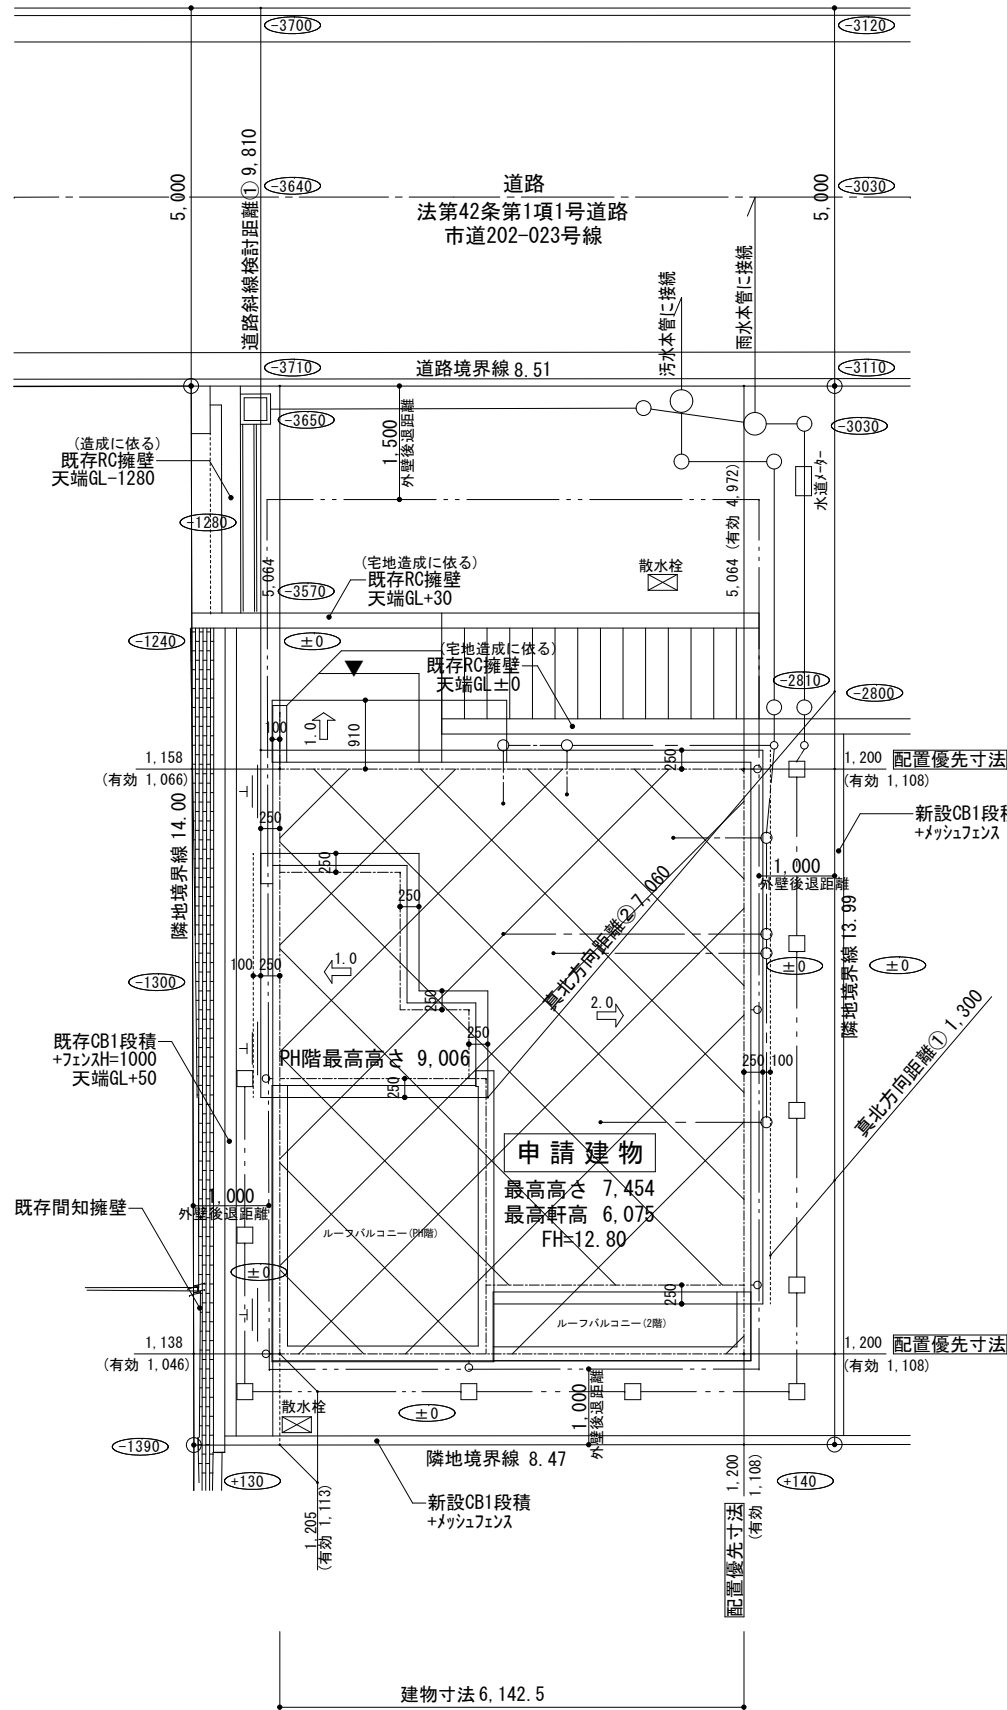 -3700
-3120
5,000
道路斜線検討距離① 9,810
-3640
道路
法第42条第1項1号道路
市道202-023号線
5,000
-3030
汚水本管に接続
雨水本管に接続
-3710
道路境界線 8.51
-3110
-3650
1,500
外壁後退距離
-3030
(造成に依る)
既存RC擁壁
天端GL-1280
水道メーター
-1280
5,064
5,064 (有効 4,972)
(宅地造成に依る)
既存RC擁壁
天端GL+30
散水栓
-3570
-1240
±0
(宅地造成に依る)
既存RC擁壁
天端GL±0
-2810
-2800
100
1.0
910
250
1,158
(有効 1,066)
1,200
配置優先寸法
(有効 1,108)
新設CB1段積
+メッシュフェンス
250
隣地境界線 14.00
250
250
1,000
外壁後退距離
真北方向距離② 7,060
隣地境界線 13.99
100
250
1.0
-1300
±0
±0
250
2.0
250
真北方向距離① 1,300
既存CB1段積
+フェンスH=1000
天端GL+50
PH階最高高さ 9,006
250
250
100
申請建物
最高高さ 7,454
最高軒高 6,075
FH=12.80
1,000
外壁後退距離
既存間知擁壁
ルーフバルコニー(PH階)
±0
250
ルーフバルコニー(2階)
1,138
(有効 1,046)
1,200
配置優先寸法
(有効 1,108)
散水栓
±0
1,000
外壁後退距離
-1390
隣地境界線 8.47
+130
+140
1,205
(有効 1,113)
新設CB1段積
+メッシュフェンス
配置優先寸法
1,200
(有効 1,108)
建物寸法 6,142.5